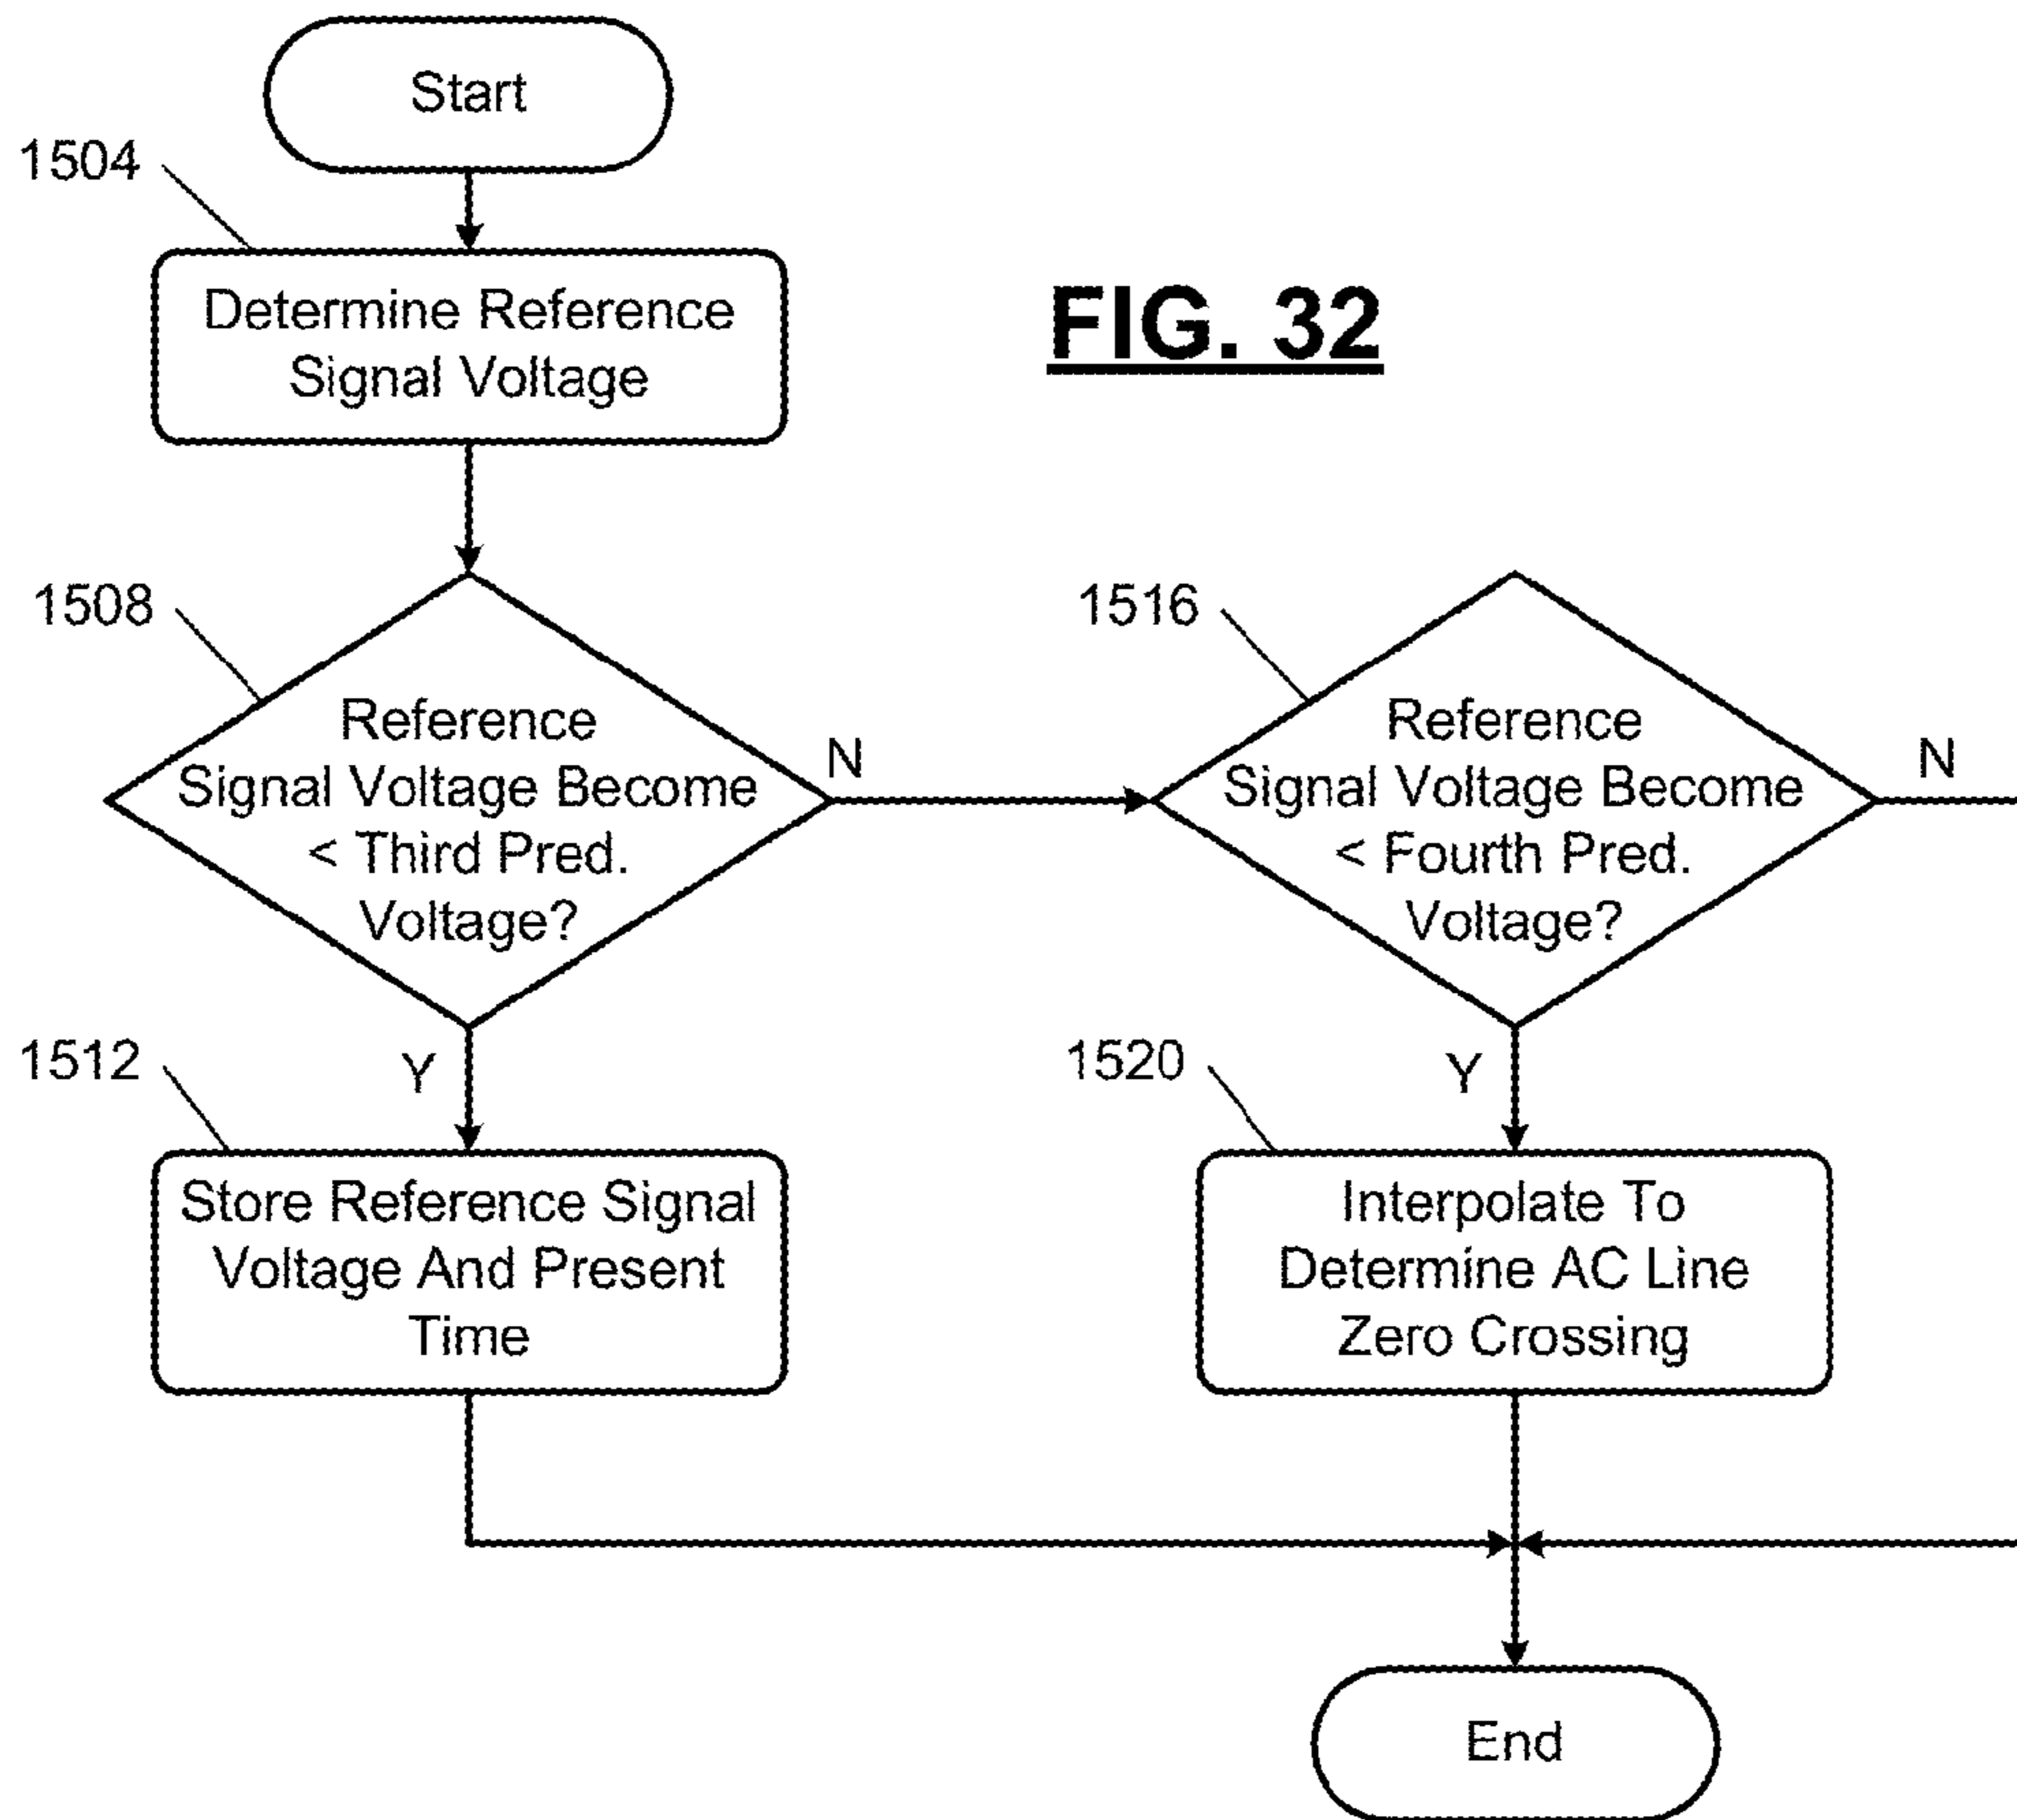 Start
1504
Determine Reference
Signal Voltage
FIG. 32
1508
Reference
Signal Voltage Become
< Third Pred.
Voltage?
N
1516
Reference
Signal Voltage Become
< Fourth Pred.
Voltage?
N
Y
1512
Store Reference Signal
Voltage And Present
Time
Y
1520
Interpolate To
Determine AC Line
Zero Crossing
End